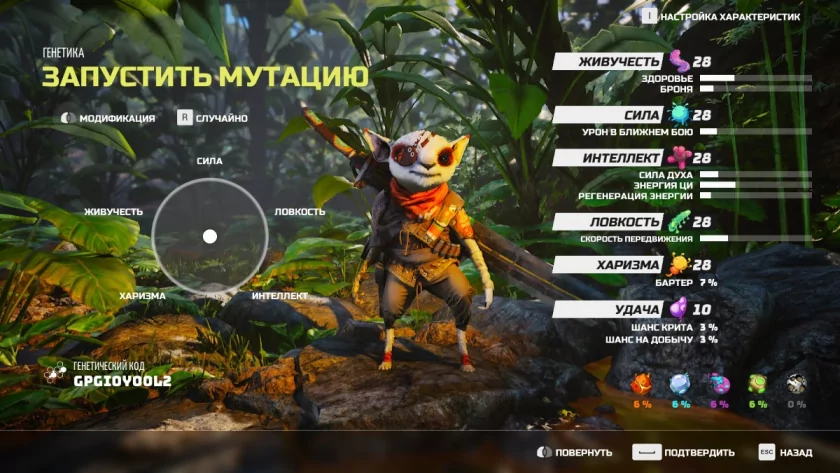 НАСТРОЙКА ХАРАКТЕРИСТИК
ГЕНЕТИКА
ЗАПУСТИТЬ МУТАЦИЮ
МОДИФИКАЦИЯ
R СЛУЧАЙНО
СИЛА
ЖИВУЧЕСТЬ
ЛОВКОСТЬ
ХАРИЗМА
ИНТЕЛЛЕКТ
ГЕНЕТИЧЕСКИЙ КОД
ЖИВУЧЕСТЬ 28
ЗДОРОВЬЕ
БРОНЯ
СИЛА 28
УРОН В БЛИЖНЕМ БОЮ
ИНТЕЛЛЕКТ 28
СИЛА ДУХА
ЭНЕРГИЯ ЦИ
РЕГЕНЕРАЦИЯ ЭНЕРГИИ
ЛОВКОСТЬ 28
СКОРОСТЬ ПЕРЕДВИЖЕНИЯ
ХАРИЗМА 28
БАРТЕР 7 %
УДАЧА 10
ШАНС КРИТА 3 %
ШАНС НА ДОБЫЧУ 3 %
6 % 6 % 6 % 6 % 0 %
ПОВЕРНУТЬ
ПОДТВЕРДИТЬ
ESC НАЗАД